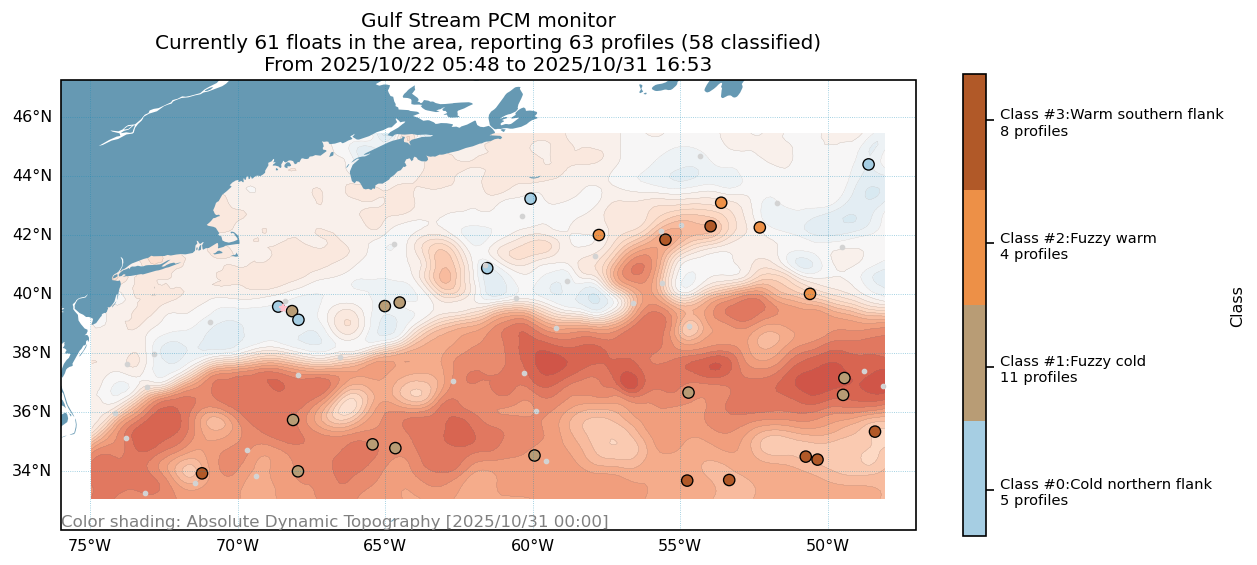 Gulf Stream PCM monitor
Currently 61 floats in the area, reporting 63 profiles (58 classified)
From 2025/10/22 05:48 to 2025/10/31 16:53
46°N
44°N
42°N
40°N
38°N
36°N
34°N
Color shading: Absolute Dynamic Topography [2025/10/31 00:00]
75°W
70°W
65°W
60°W
55°W
50°W
Class #3:Warm southern flank
8 profiles
Class #2:Fuzzy warm
4 profiles
Class #1:Fuzzy cold
11 profiles
Class #0:Cold northern flank
5 profiles
Class